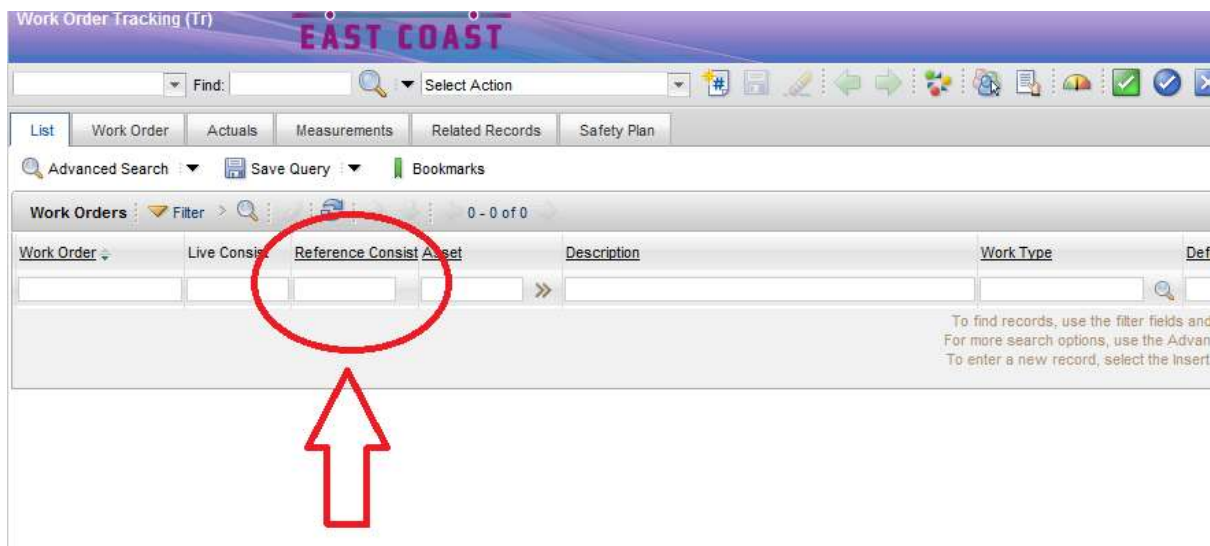 Work Order Tracking (Tr)
EAST COAST
Find: Select Action
List Work Order Actuals Measurements Related Records Safety Plan
Advanced Search Save Query Bookmarks
Work Orders Filter 0 - 0 of 0
Work Order Live Consist Reference Consist Asset Description Work Type Def
To find records, use the filter fields and
For more search options, use the Advan
To enter a new record, select the Insert